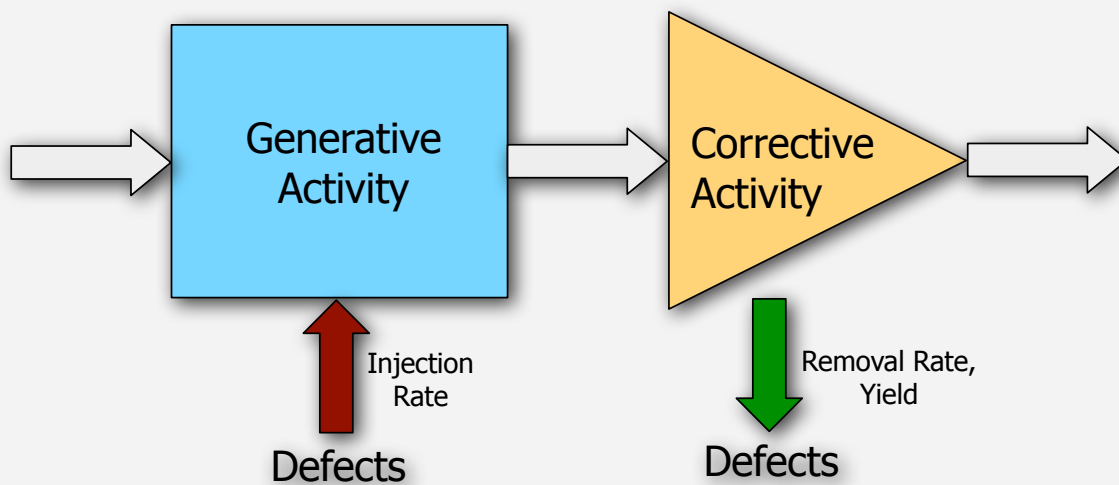 Generative
Activity
Corrective
Activity
Injection
Rate
Removal Rate,
Yield
Defects
Defects